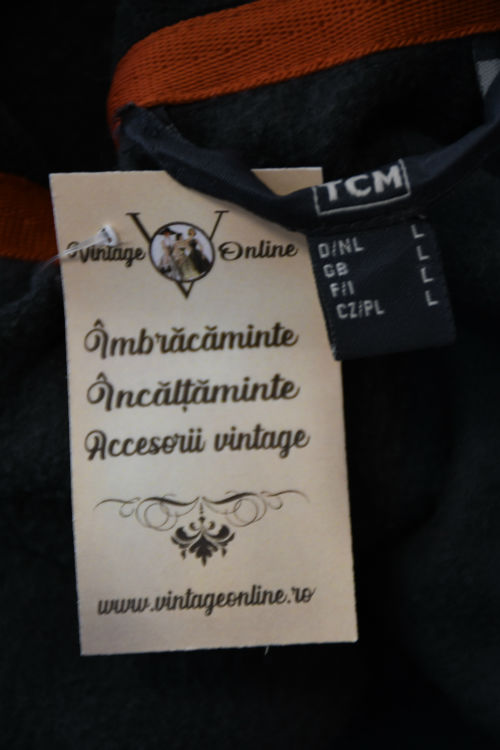 TCM
D/NL L
GB L
F/I L
CZ/PL L
Vintage Online
Îmbrăcăminte
Încălțăminte
Accesorii vintage
www.vintageonline.ro